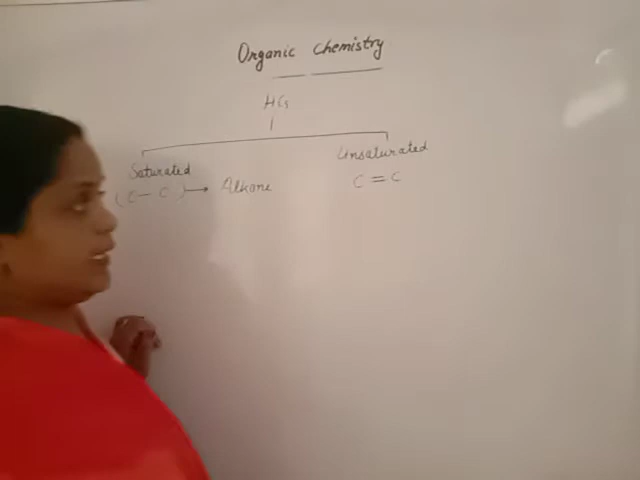 Organic Chemistry
HCs
Saturated
Unsaturated
(C — C) → Alkane
C = C